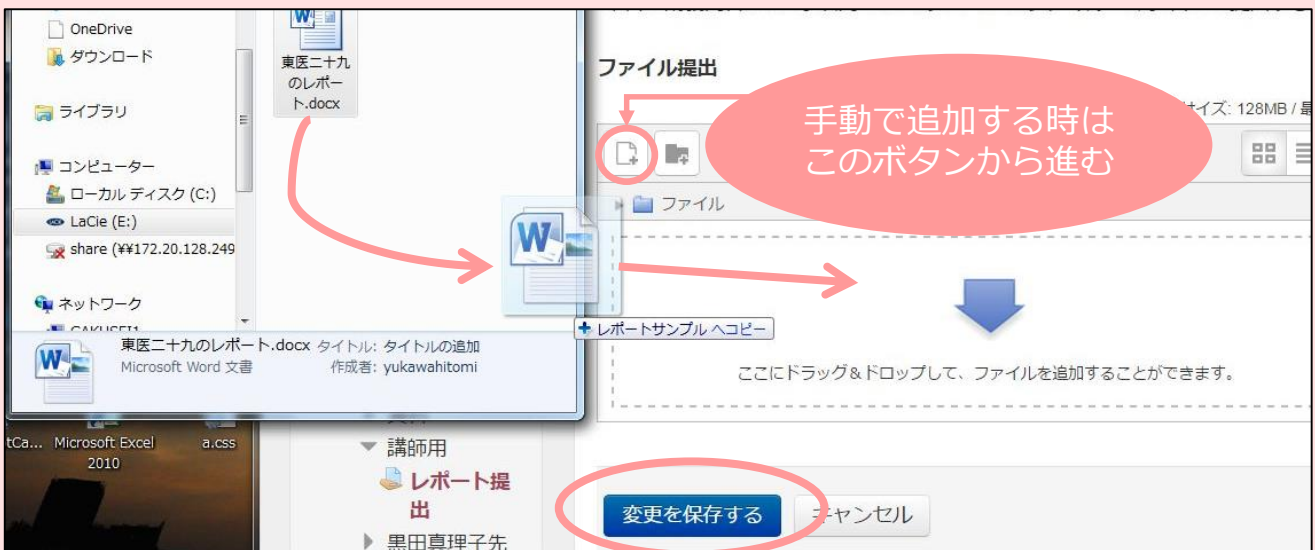 OneDrive
ダウンロード
ライブラリ
コンピューター
ローカル ディスク (C:)
LaCie (E:)
share (¥¥172.20.128.249
ネットワーク
東医二十九
のレポー
ト.docx
東医二十九のレポート.docx タイトル: タイトルの追加
Microsoft Word 文書 作成者: yukawahitomi
tCa... Microsoft Excel
2010
a.css
講師用
レポート提
出
黒田真理子先
ファイル提出
サイズ: 128MB / 最
手動で追加する時は
このボタンから進む
ファイル
レポートサンプル へコピー
ここにドラッグ&ドロップして、ファイルを追加することができます。
変更を保存する
キャンセル